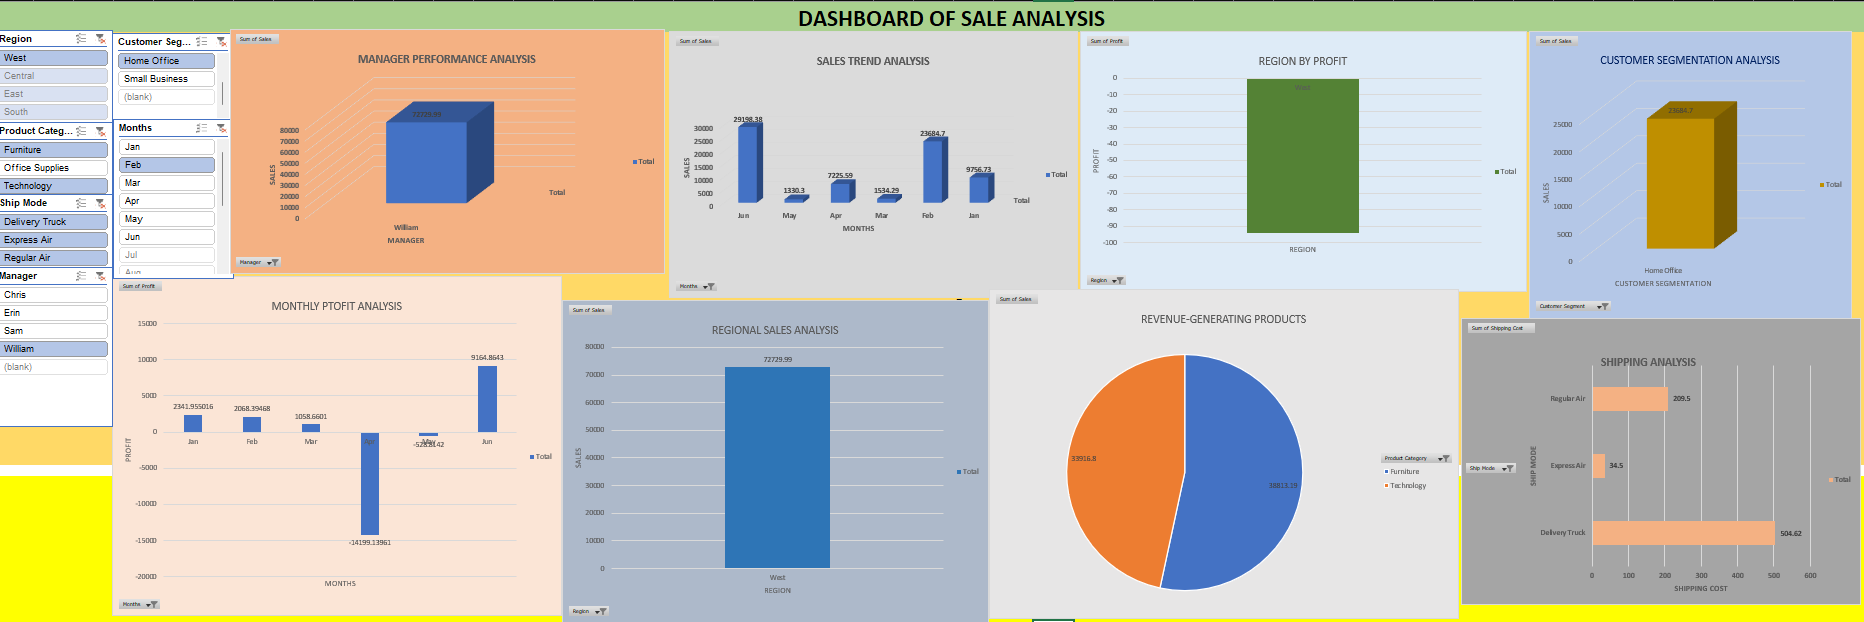 DASHBOARD OF SALE ANALYSIS
Region
West
Central
East
South
Product Categ...
Furniture
Office Supplies
Technology
Ship Mode
Delivery Truck
Express Air
Regular Air
Manager
Chris
Erin
Sam
William
(blank)
Customer Seg...
Home Office
Small Business
(blank)
Months
Jan
Feb
Mar
Apr
May
Jun
Jul
Aug
Sum of Sales
MANAGER PERFORMANCE ANALYSIS
72729.99
80000
70000
60000
50000
40000
30000
20000
10000
0
SALES
Total
Total
William
MANAGER
Manager
Sum of Sales
SALES TREND ANALYSIS
30000
25000
20000
15000
10000
5000
0
SALES
29198.38
1330.3
7225.59
1534.29
23684.7
9756.73
Total
Total
Jun May Apr Mar Feb Jan
MONTHS
Months
Sum of Profit
REGION BY PROFIT
0
-10
-20
-30
-40
-50
-60
-70
-80
-90
-100
PROFIT
West
Total
REGION
Region
Sum of Sales
CUSTOMER SEGMENTATION ANALYSIS
23684.7
25000
20000
15000
10000
5000
0
SALES
Total
Home Office
CUSTOMER SEGMENTATION
Customer Segment
Sum of Profit
MONTHLY PTOFIT ANALYSIS
15000
10000
5000
0
-5000
-10000
-15000
-20000
PROFIT
2341.955016
2068.39468
1058.6601
-14199.13961
-528.8142
9164.8643
Jan Feb Mar Apr May Jun
Total
MONTHS
Months
Sum of Sales
REGIONAL SALES ANALYSIS
72729.99
80000
70000
60000
50000
40000
30000
20000
10000
0
SALES
Total
West
REGION
Region
Sum of Sales
REVENUE-GENERATING PRODUCTS
33916.8
38813.19
Product Category
Furniture
Technology
Sum of Shipping Cost
SHIPPING ANALYSIS
Regular Air
209.5
Express Air
34.5
Delivery Truck
504.62
SHIP MODE
Ship Mode
Total
0 100 200 300 400 500 600
SHIPPING COST